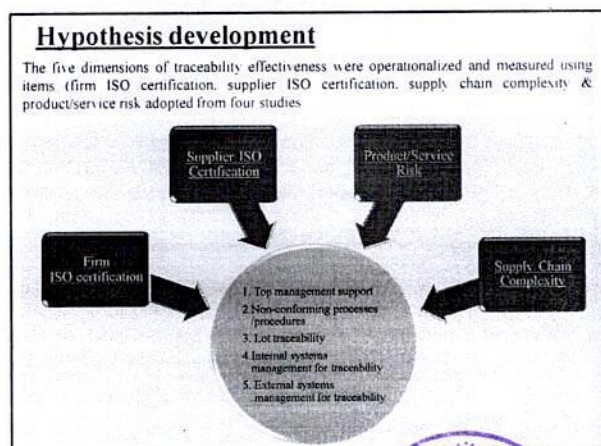 Hypothesis development
The five dimensions of traceability effectiveness were operationalized and measured using
items (firm ISO certification, supplier ISO certification, supply chain complexity &
product/service risk adopted from four studies
Supplier ISO
Certification
Product/Service
Risk
Firm
ISO certification
Supply Chain
Complexity
1. Top management support
2.Non-conforming processes
/procedures
3. Lot traceability
4.Internal systems
management for traceability
5. External systems
management for traceability